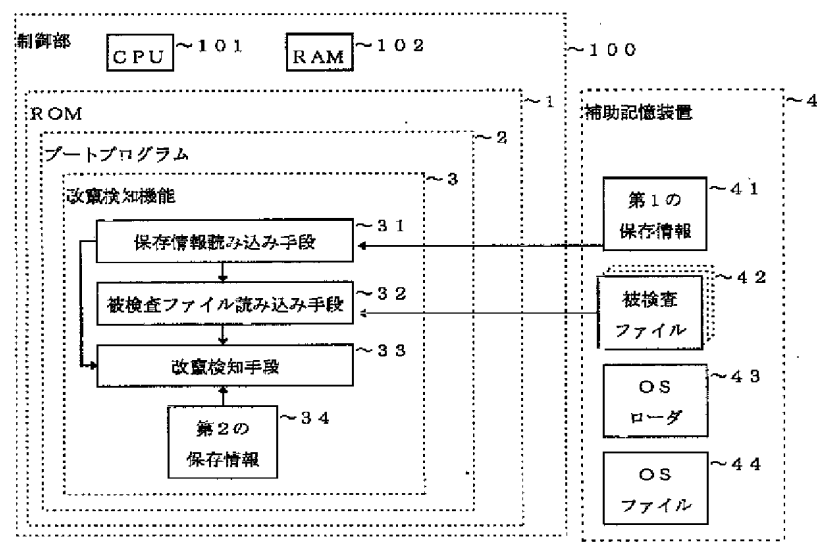 制御部
CPU
~101
RAM
~102
~100
ROM
~1
ブートプログラム
~2
改竄検知機能
~3
保存情報読み込み手段
~31
被検査ファイル読み込み手段
~32
改竄検知手段
~33
第2の
保存情報
~34
補助記憶装置
~4
第1の
保存情報
~41
被検査
ファイル
~42
OS
ローダ
~43
OS
ファイル
~44